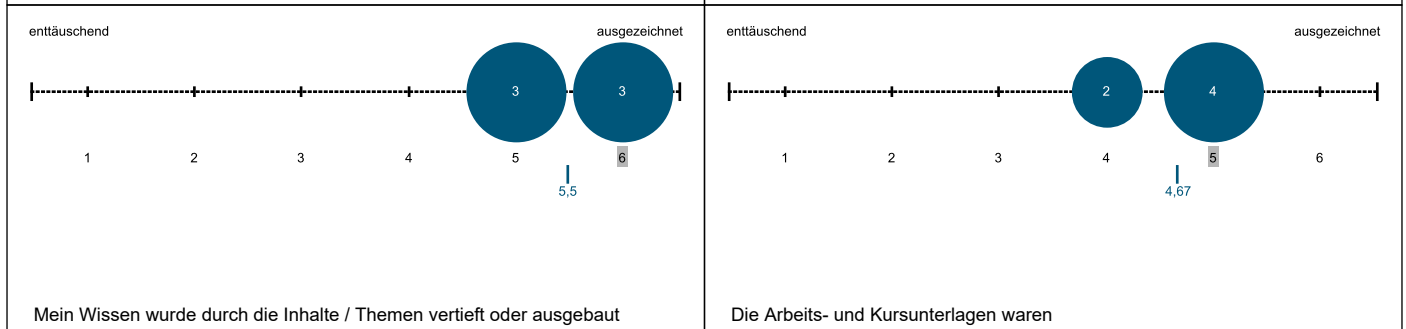 enttäuschend ausgezeichnet
3 3
1 2 3 4 5 6
5,5
Mein Wissen wurde durch die Inhalte / Themen vertieft oder ausgebaut
enttäuschend ausgezeichnet
2 4
1 2 3 4 5 6
4,67
Die Arbeits- und Kursunterlagen waren